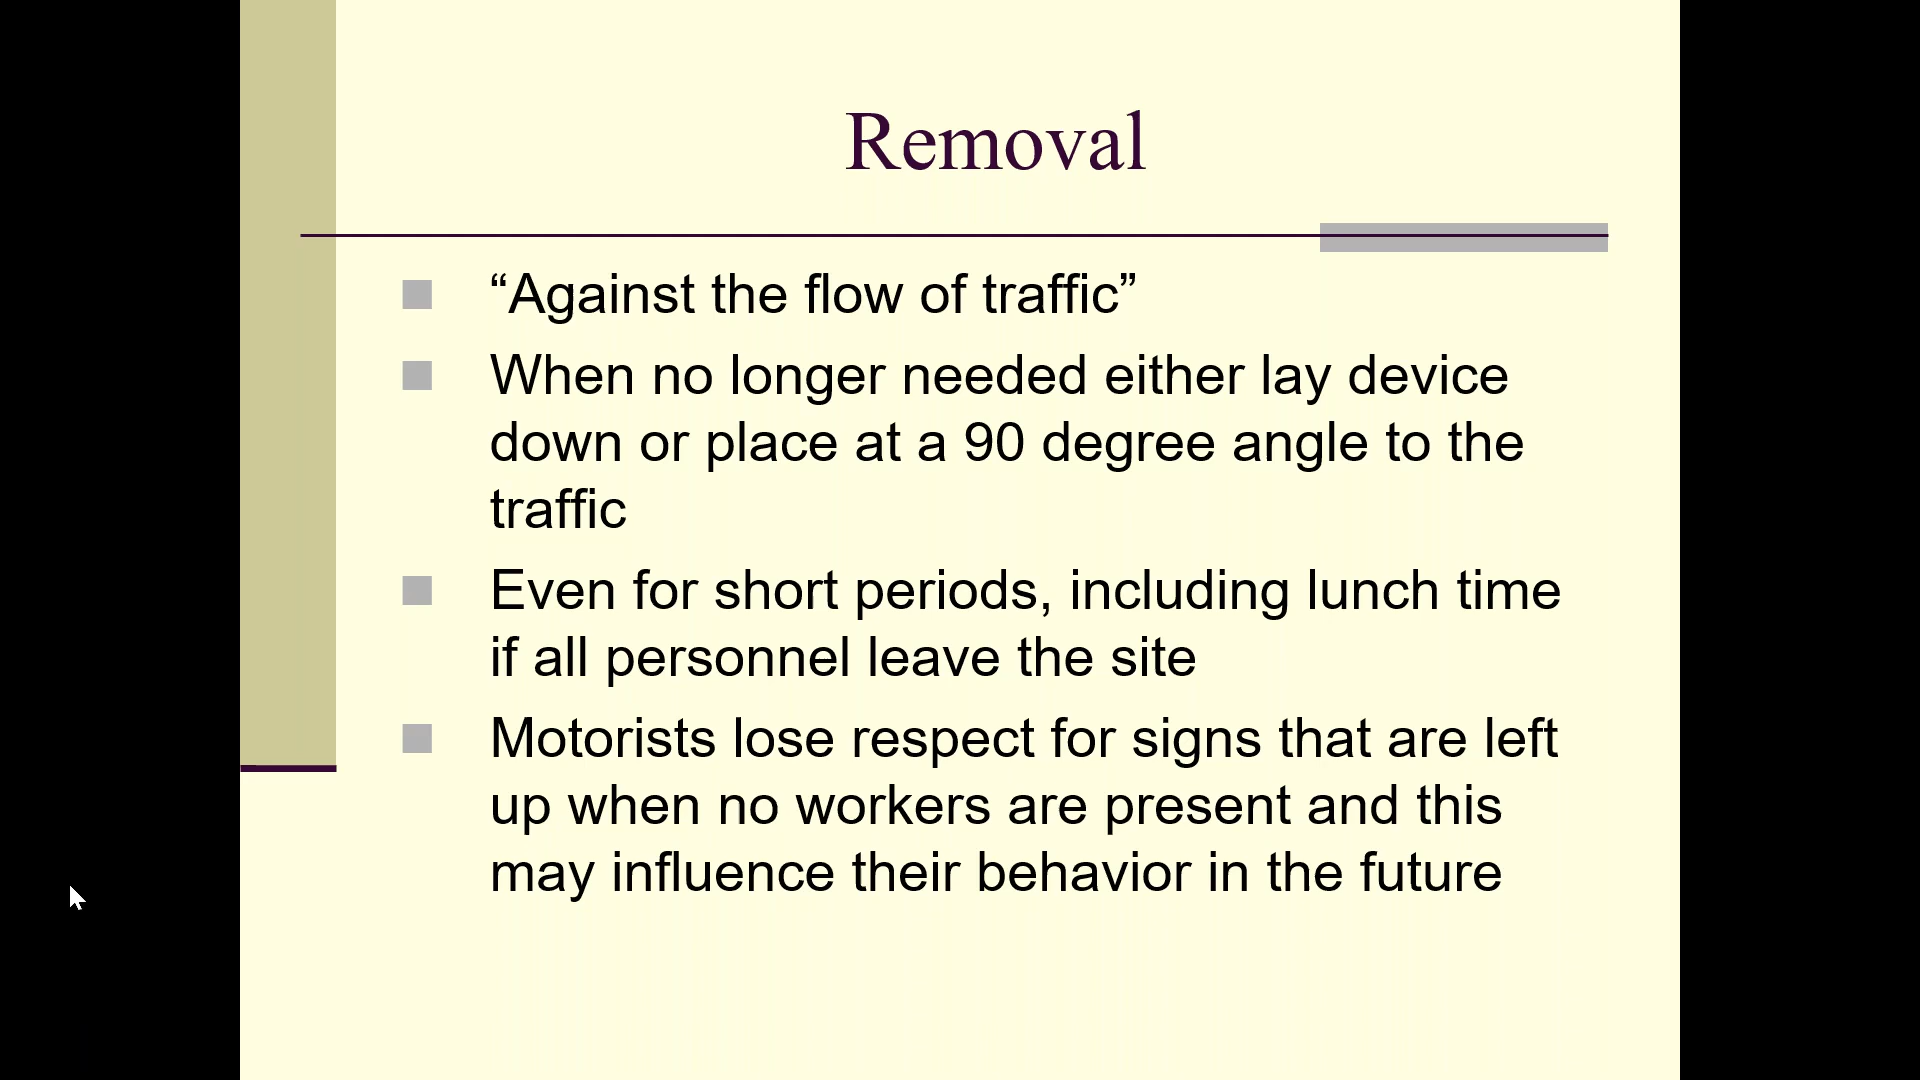 Removal
“Against the flow of traffic”
When no longer needed either lay device
down or place at a 90 degree angle to the
traffic
Even for short periods, including lunch time
if all personnel leave the site
Motorists lose respect for signs that are left
up when no workers are present and this
may influence their behavior in the future